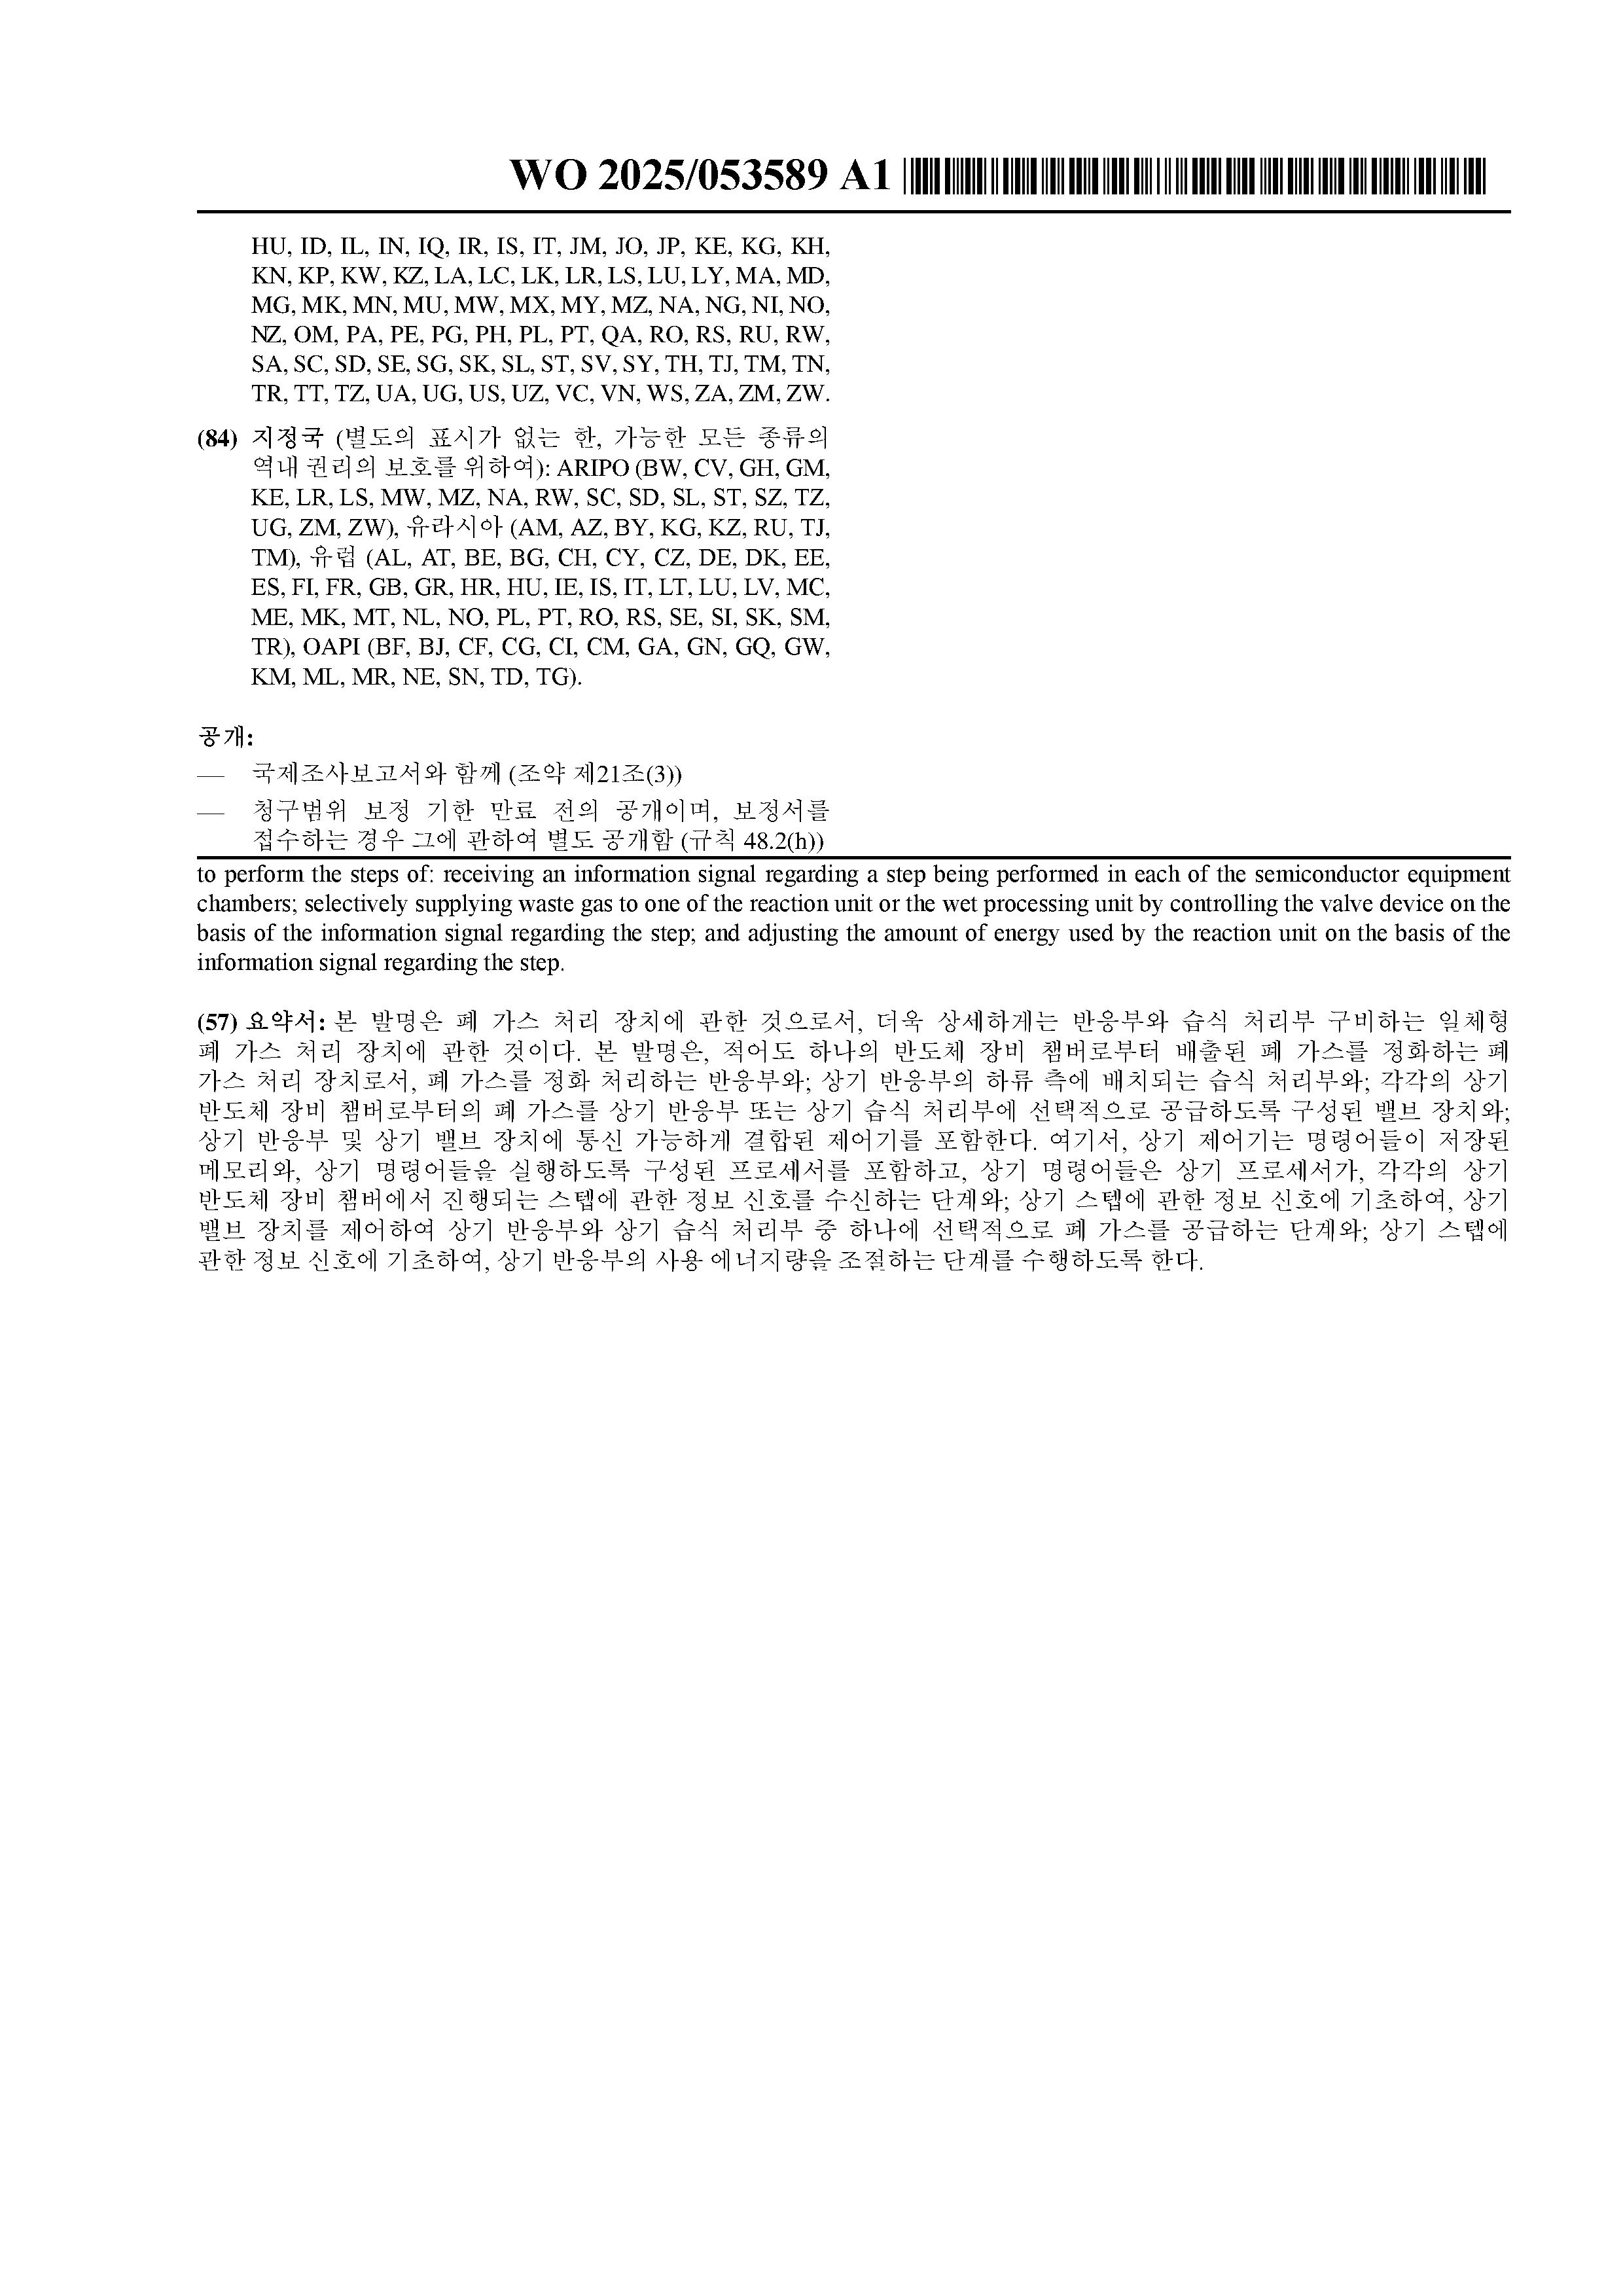 WO 2025/053589 A1
HU, ID, IL, IN, IQ, IR, IS, IT, JM, JO, JP, KE, KG, KH,
KN, KP, KW, KZ, LA, LC, LK, LR, LS, LU, LY, MA, MD,
MG, MK, MN, MU, MW, MX, MY, MZ, NA, NG, NI, NO,
NZ, OM, PA, PE, PG, PH, PL, PT, QA, RO, RS, RU, RW,
SA, SC, SD, SE, SG, SK, SL, ST, SV, SY, TH, TJ, TM, TN,
TR, TT, TZ, UA, UG, US, UZ, VC, VN, WS, ZA, ZM, ZW.
(84) 지정국 (별도의 표시가 없는 한, 가능한 모든 종류의
역내 권리의 보호를 위하여): ARIPO (BW, CV, GH, GM,
KE, LR, LS, MW, MZ, NA, RW, SC, SD, SL, ST, SZ, TZ,
UG, ZM, ZW), 유라시아 (AM, AZ, BY, KG, KZ, RU, TJ,
TM), 유럽 (AL, AT, BE, BG, CH, CY, CZ, DE, DK, EE,
ES, FI, FR, GB, GR, HR, HU, IE, IS, IT, LT, LU, LV, MC,
ME, MK, MT, NL, NO, PL, PT, RO, RS, SE, SI, SK, SM,
TR), OAPI (BF, BJ, CF, CG, CI, CM, GA, GN, GQ, GW,
KM, ML, MR, NE, SN, TD, TG).
공개:
— 국제조사보고서와 함께 (조약 제21조(3))
— 청구범위 보정 기한 만료 전의 공개이며, 보정서를
접수하는 경우 그에 관하여 별도 공개함 (규칙 48.2(h))
to perform the steps of: receiving an information signal regarding a step being performed in each of the semiconductor equipment
chambers; selectively supplying waste gas to one of the reaction unit or the wet processing unit by controlling the valve device on the
basis of the information signal regarding the step; and adjusting the amount of energy used by the reaction unit on the basis of the
information signal regarding the step.
(57) 요약서: 본 발명은 폐 가스 처리 장치에 관한 것으로서, 더욱 상세하게는 반응부와 습식 처리부 구비하는 일체형
폐 가스 처리 장치에 관한 것이다. 본 발명은, 적어도 하나의 반도체 장비 챔버로부터 배출된 폐 가스를 정화하는 폐
가스 처리 장치로서, 폐 가스를 정화 처리하는 반응부와; 상기 반응부의 하류 측에 배치되는 습식 처리부와; 각각의 상기
반도체 장비 챔버로부터의 폐 가스를 상기 반응부 또는 상기 습식 처리부에 선택적으로 공급하도록 구성된 밸브 장치와;
상기 반응부 및 상기 밸브 장치에 통신 가능하게 결합된 제어기를 포함한다. 여기서, 상기 제어기는 명령어들이 저장된
메모리와, 상기 명령어들을 실행하도록 구성된 프로세서를 포함하고, 상기 명령어들은 상기 프로세서가, 각각의 상기
반도체 장비 챔버에서 진행되는 스텝에 관한 정보 신호를 수신하는 단계와; 상기 스텝에 관한 정보 신호에 기초하여, 상기
밸브 장치를 제어하여 상기 반응부와 상기 습식 처리부 중 하나에 선택적으로 폐 가스를 공급하는 단계와; 상기 스텝에
관한 정보 신호에 기초하여, 상기 반응부의 사용 에너지량을 조절하는 단계를 수행하도록 한다.